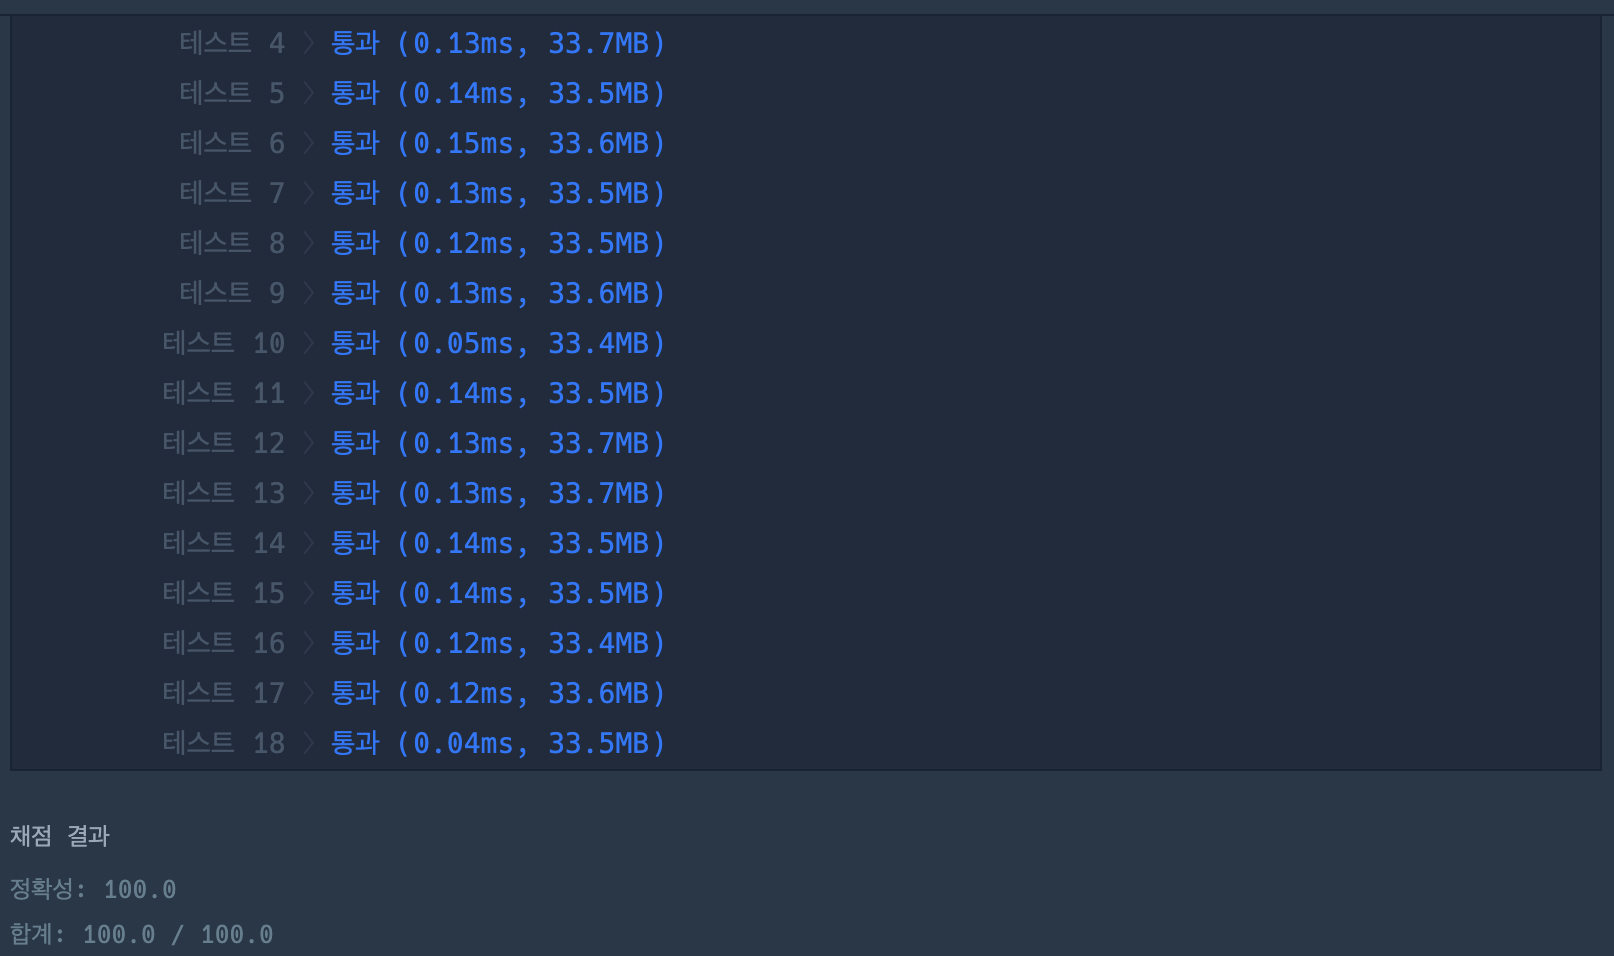 테스트 4 〉 통과 (0.13ms, 33.7MB)
테스트 5 〉 통과 (0.14ms, 33.5MB)
테스트 6 〉 통과 (0.15ms, 33.6MB)
테스트 7 〉 통과 (0.13ms, 33.5MB)
테스트 8 〉 통과 (0.12ms, 33.5MB)
테스트 9 〉 통과 (0.13ms, 33.6MB)
테스트 10 〉 통과 (0.05ms, 33.4MB)
테스트 11 〉 통과 (0.14ms, 33.5MB)
테스트 12 〉 통과 (0.13ms, 33.7MB)
테스트 13 〉 통과 (0.13ms, 33.7MB)
테스트 14 〉 통과 (0.14ms, 33.5MB)
테스트 15 〉 통과 (0.14ms, 33.5MB)
테스트 16 〉 통과 (0.12ms, 33.4MB)
테스트 17 〉 통과 (0.12ms, 33.6MB)
테스트 18 〉 통과 (0.04ms, 33.5MB)
채점 결과
정확성: 100.0
합계: 100.0 / 100.0